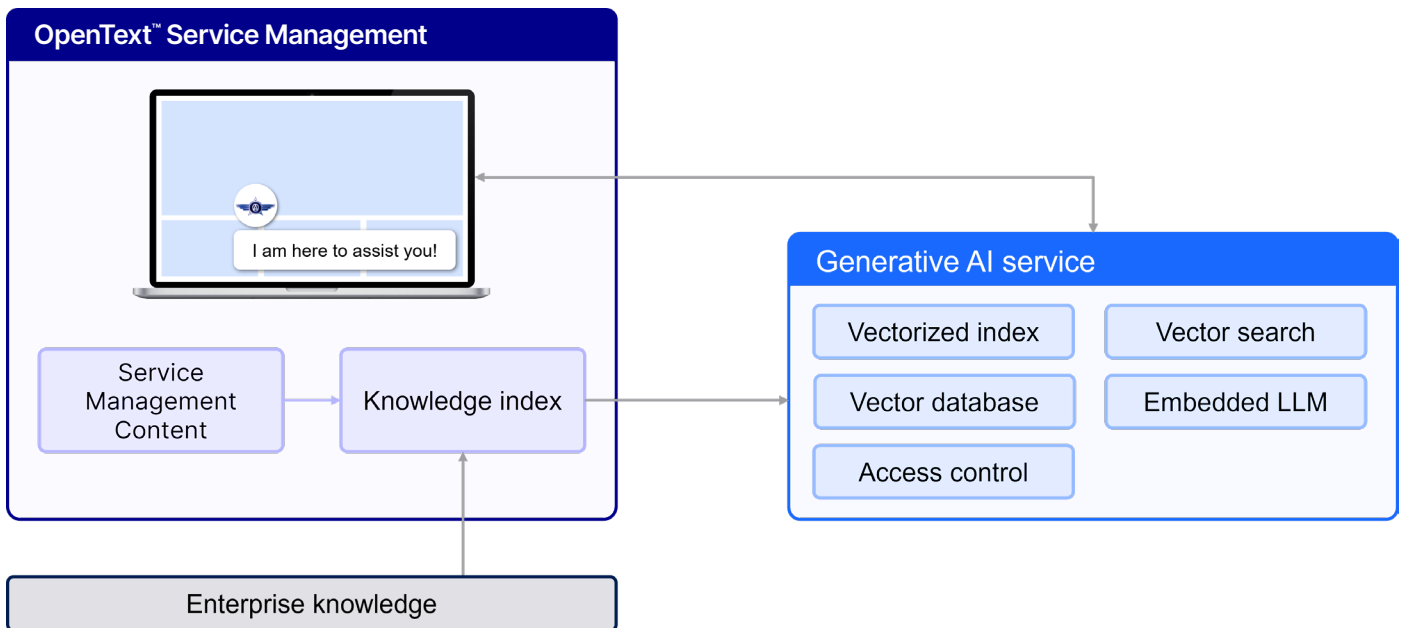 OpenText™ Service Management
I am here to assist you!
Generative AI service
Vectorized index
Vector search
Service
Management
Content
Knowledge index
Vector database
Embedded LLM
Access control
Enterprise knowledge